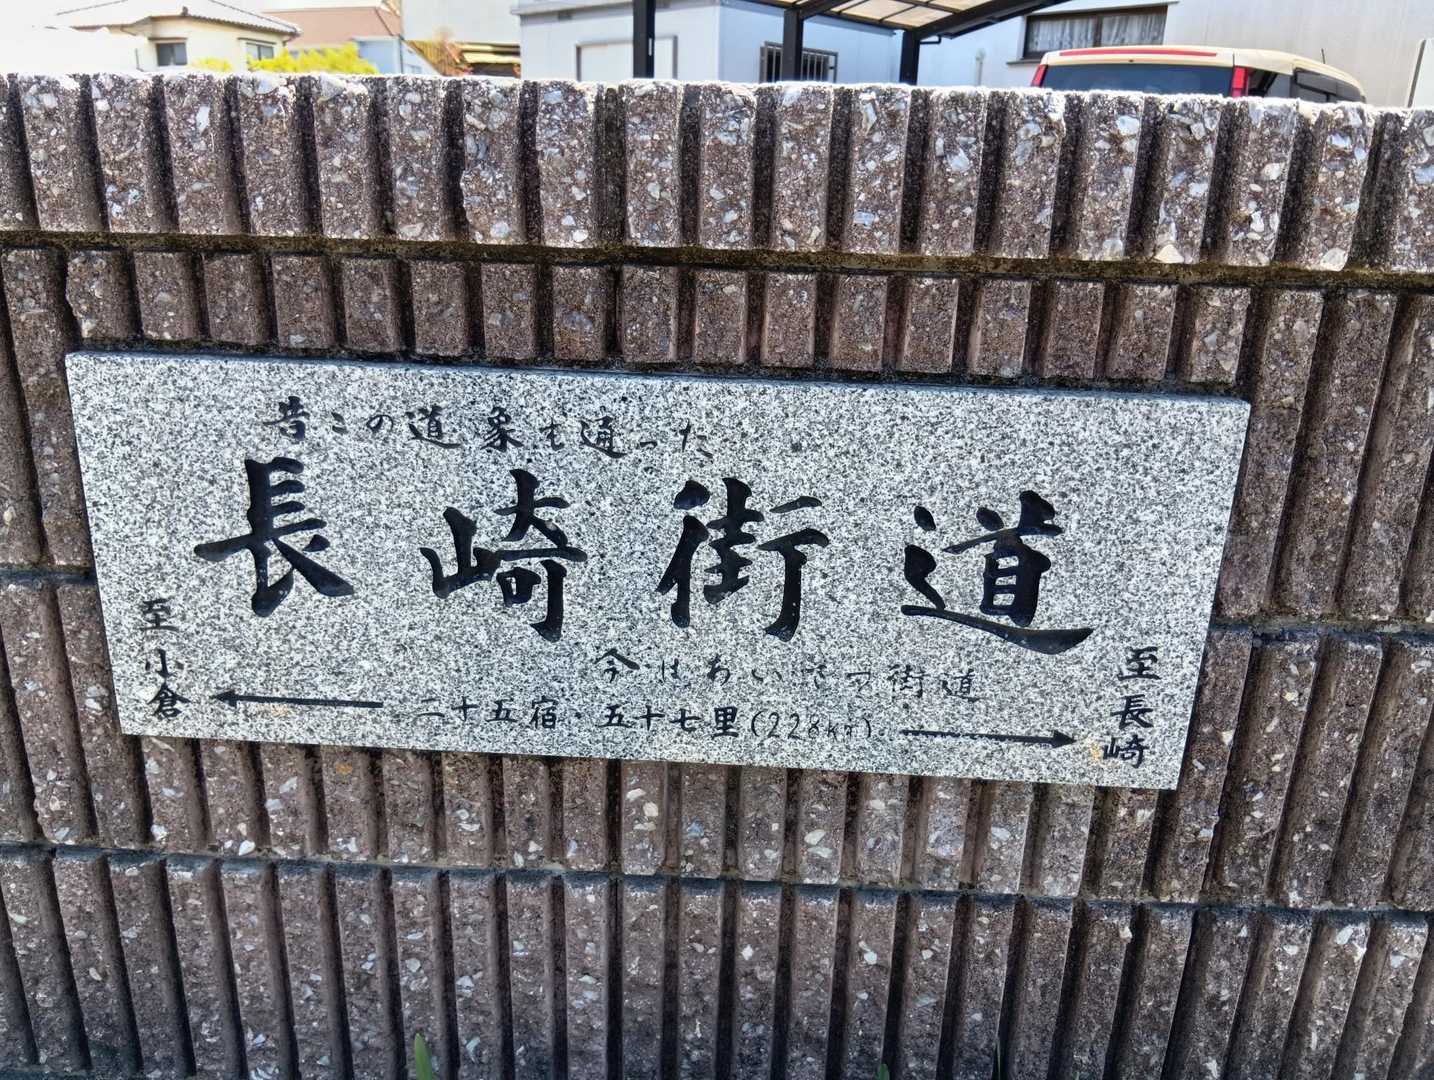 昔この道象も通った
長崎街道
今はあいさつ街道
至小倉
二十五宿・五十七里(228km)
至長崎